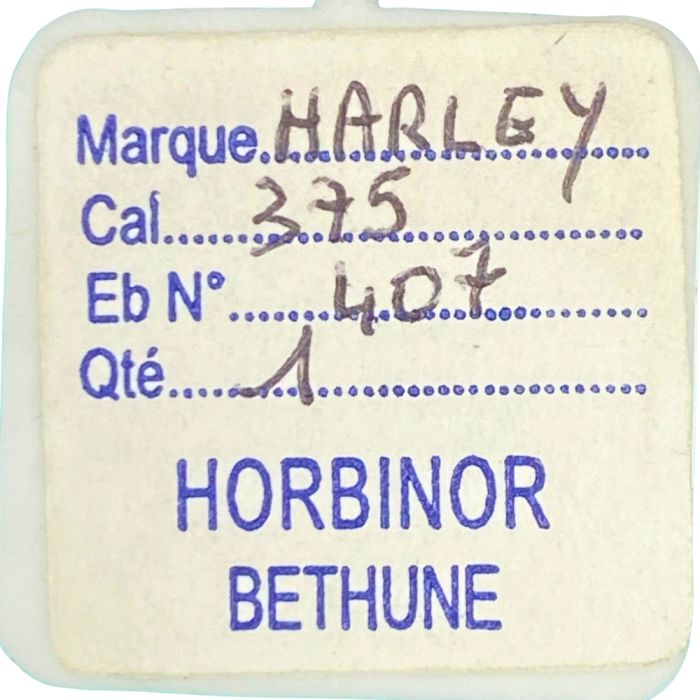 Marque HARLEY
Cal 375
Eb N° 407
Qté 1
HORBINOR
BETHUNE